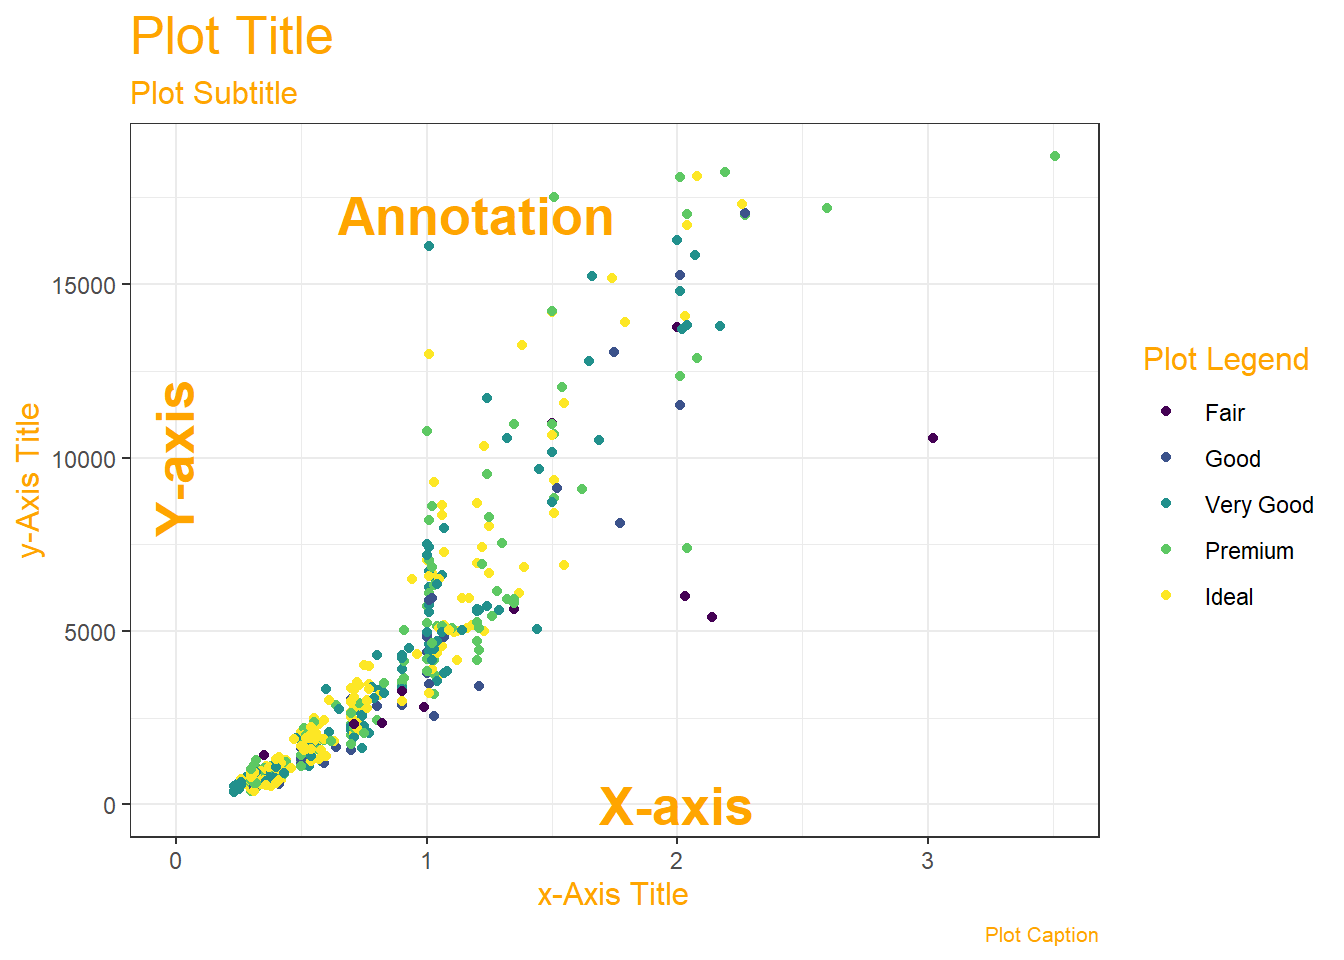 Plot Title
Plot Subtitle
Annotation
15000
10000
5000
0
Y-axis
y-Axis Title
X-axis
0 1 2 3
x-Axis Title
Plot Caption
Plot Legend
Fair
Good
Very Good
Premium
Ideal